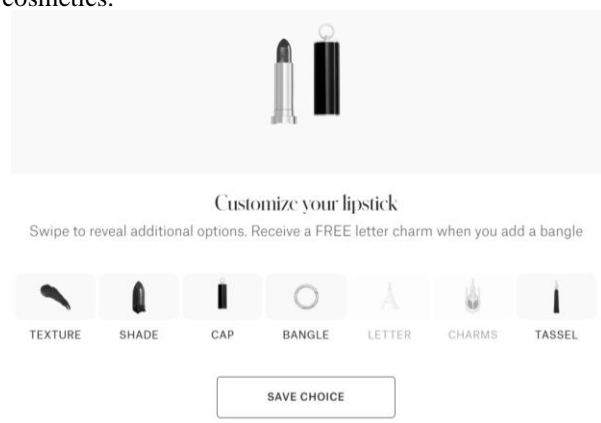 cosmetics.
Customize your lipstick
Swipe to reveal additional options. Receive a FREE letter charm when you add a bangle
TEXTURE SHADE CAP BANGLE LETTER CHARMS TASSEL
SAVE CHOICE